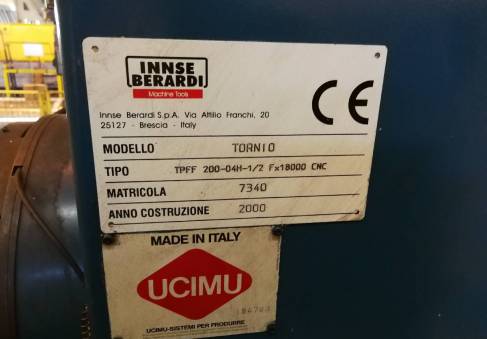 INNSE
BERARDI
Machine Tools
CE
Innse Berardi S.p.A. Via Attilio Franchi, 20
25127 - Brescia - Italy
MODELLO TORNIO
TIPO TPFF 200-04H-1/2 Fx18000 CNC
MATRICOLA 7340
ANNO COSTRUZIONE 2000
MADE IN ITALY
UCIMU
UCIMU-SISTEMI PER PRODURRE